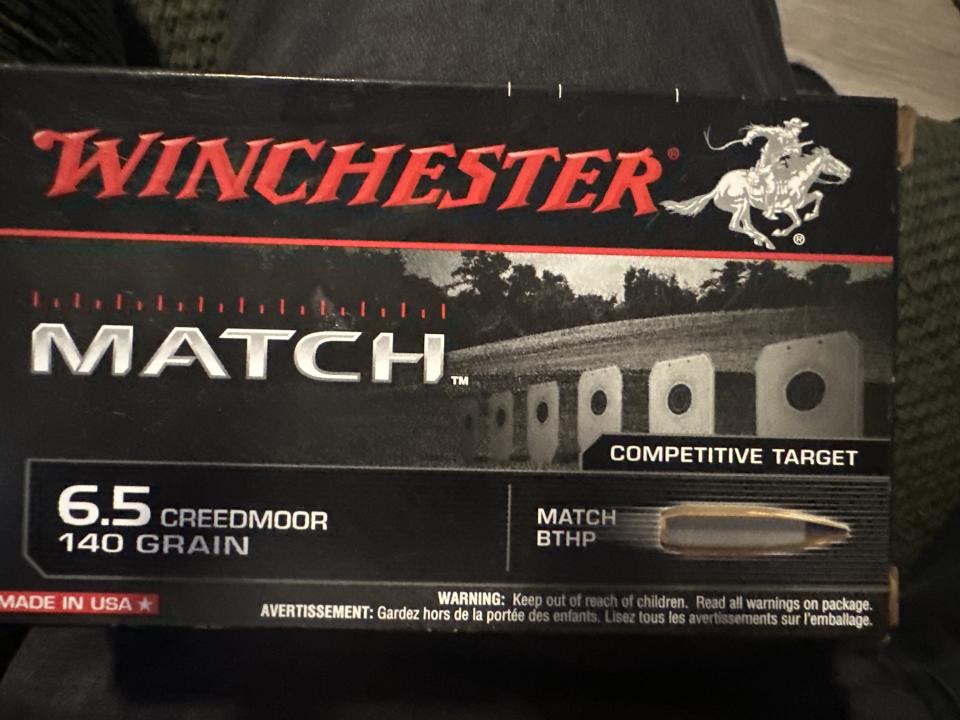 WINCHESTER®
®
MATCH™
COMPETITIVE TARGET
6.5 CREEDMOOR
140 GRAIN
MATCH
BTHP
MADE IN USA
WARNING: Keep out of reach of children. Read all warnings on package.
AVERTISSEMENT: Gardez hors de la portée des enfants. Lisez tous les avertissements sur l'emballage.